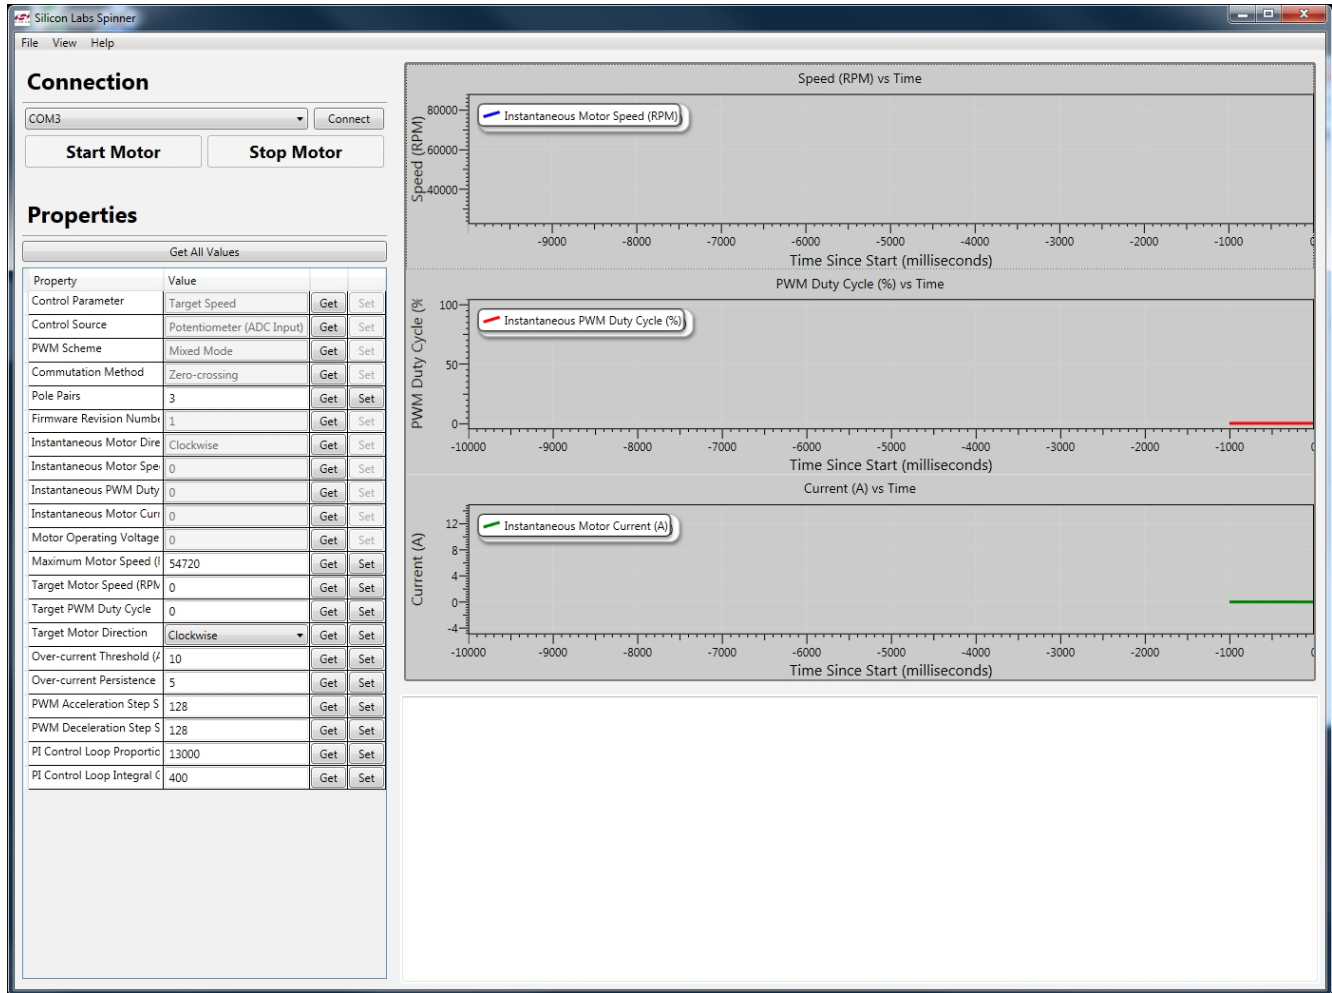 Silicon Labs Spinner
File View Help
Connection
COM3 Connect
Start Motor Stop Motor
Properties
Get All Values
Property Value
Control Parameter Target Speed Get Set
Control Source Potentiometer (ADC Input) Get Set
PWM Scheme Mixed Mode Get Set
Commutation Method Zero-crossing Get Set
Pole Pairs 3 Get Set
Firmware Revision Numbe 1 Get Set
Instantaneous Motor Dire Clockwise Get Set
Instantaneous Motor Spe 0 Get Set
Instantaneous PWM Duty 0 Get Set
Instantaneous Motor Curr 0 Get Set
Motor Operating Voltage 0 Get Set
Maximum Motor Speed (I 54720 Get Set
Target Motor Speed (RPM 0 Get Set
Target PWM Duty Cycle 0 Get Set
Target Motor Direction Clockwise Get Set
Over-current Threshold (A 10 Get Set
Over-current Persistence 5 Get Set
PWM Acceleration Step S 128 Get Set
PWM Deceleration Step S 128 Get Set
PI Control Loop Proportic 13000 Get Set
PI Control Loop Integral C 400 Get Set
Speed (RPM) vs Time
Speed (RPM)
80000
60000
40000
Instantaneous Motor Speed (RPM)
-9000 -8000 -7000 -6000 -5000 -4000 -3000 -2000 -1000 0
Time Since Start (milliseconds)
PWM Duty Cycle (%) vs Time
PWM Duty Cycle (%
100
50
0
Instantaneous PWM Duty Cycle (%)
-10000 -9000 -8000 -7000 -6000 -5000 -4000 -3000 -2000 -1000 0
Time Since Start (milliseconds)
Current (A) vs Time
Current (A)
12
8
4
0
-4
Instantaneous Motor Current (A)
-10000 -9000 -8000 -7000 -6000 -5000 -4000 -3000 -2000 -1000 0
Time Since Start (milliseconds)